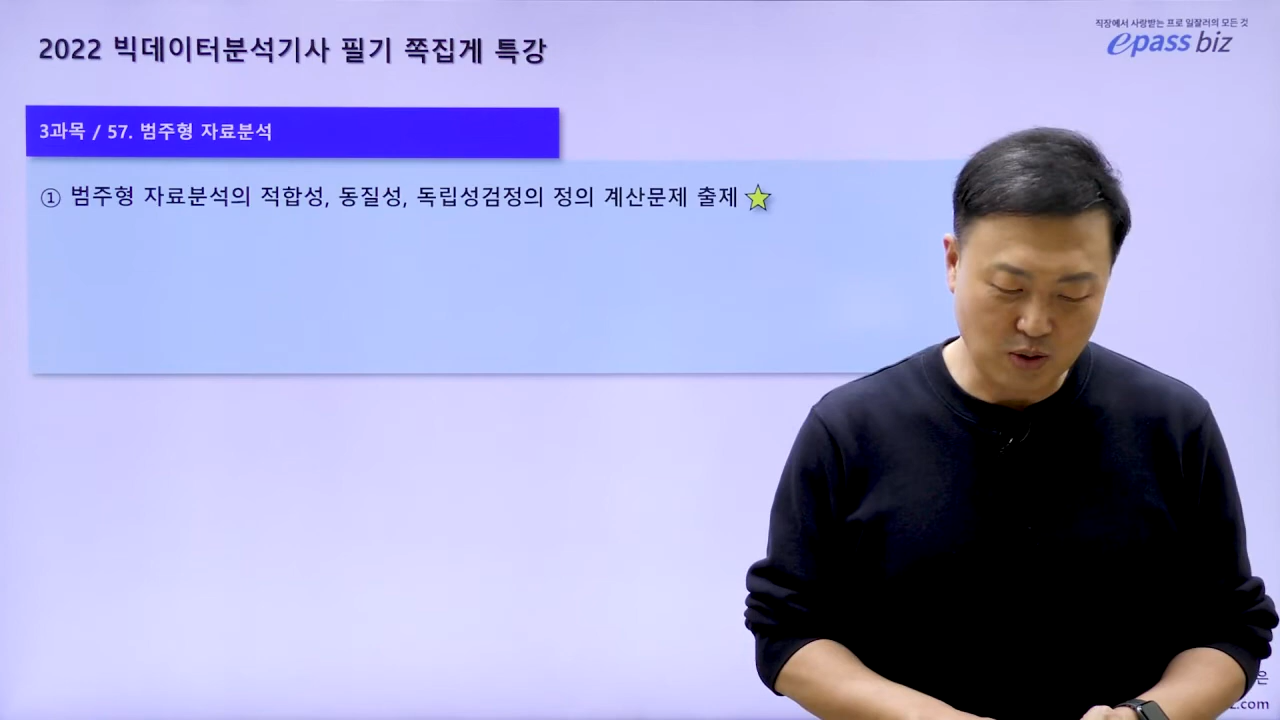 2022 빅데이터분석기사 필기 쪽집게 특강
직장에서 사랑받는 프로 일잘러의 모든 것
epass biz
3과목 / 57. 범주형 자료분석
① 범주형 자료분석의 적합성, 동질성, 독립성검정의 정의 계산문제 출제
은
.com